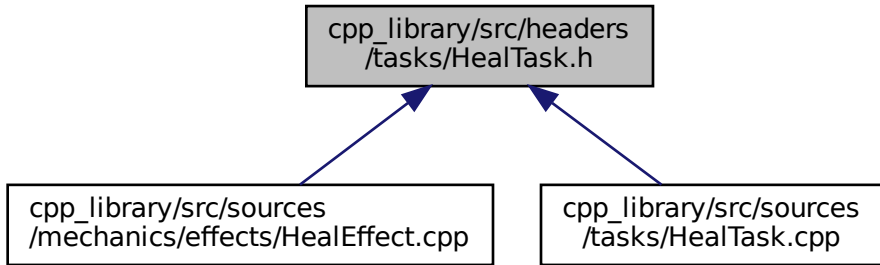 cpp_library/src/headers
/tasks/HealTask.h
cpp_library/src/sources
/mechanics/effects/HealEffect.cpp
cpp_library/src/sources
/tasks/HealTask.cpp